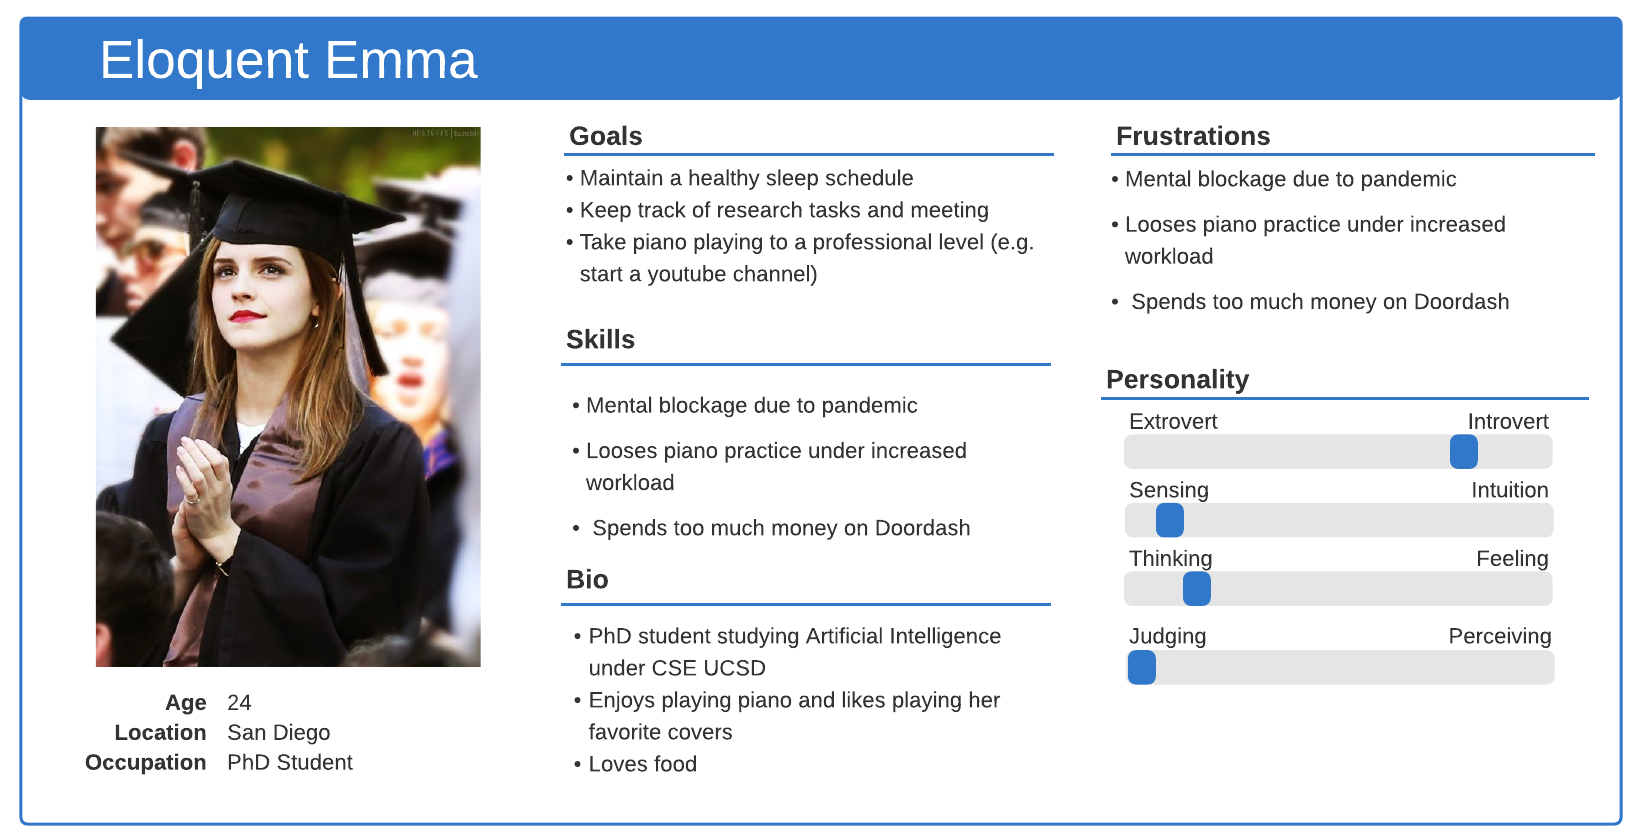 Eloquent Emma
Age 24
Location San Diego
Occupation PhD Student
Goals
• Maintain a healthy sleep schedule
• Keep track of research tasks and meeting
• Take piano playing to a professional level (e.g.
start a youtube channel)
Skills
• Mental blockage due to pandemic
• Looses piano practice under increased
workload
• Spends too much money on Doordash
Bio
• PhD student studying Artificial Intelligence
under CSE UCSD
• Enjoys playing piano and likes playing her
favorite covers
• Loves food
Frustrations
• Mental blockage due to pandemic
• Looses piano practice under increased
workload
• Spends too much money on Doordash
Personality
Extrovert Introvert
Sensing Intuition
Thinking Feeling
Judging Perceiving